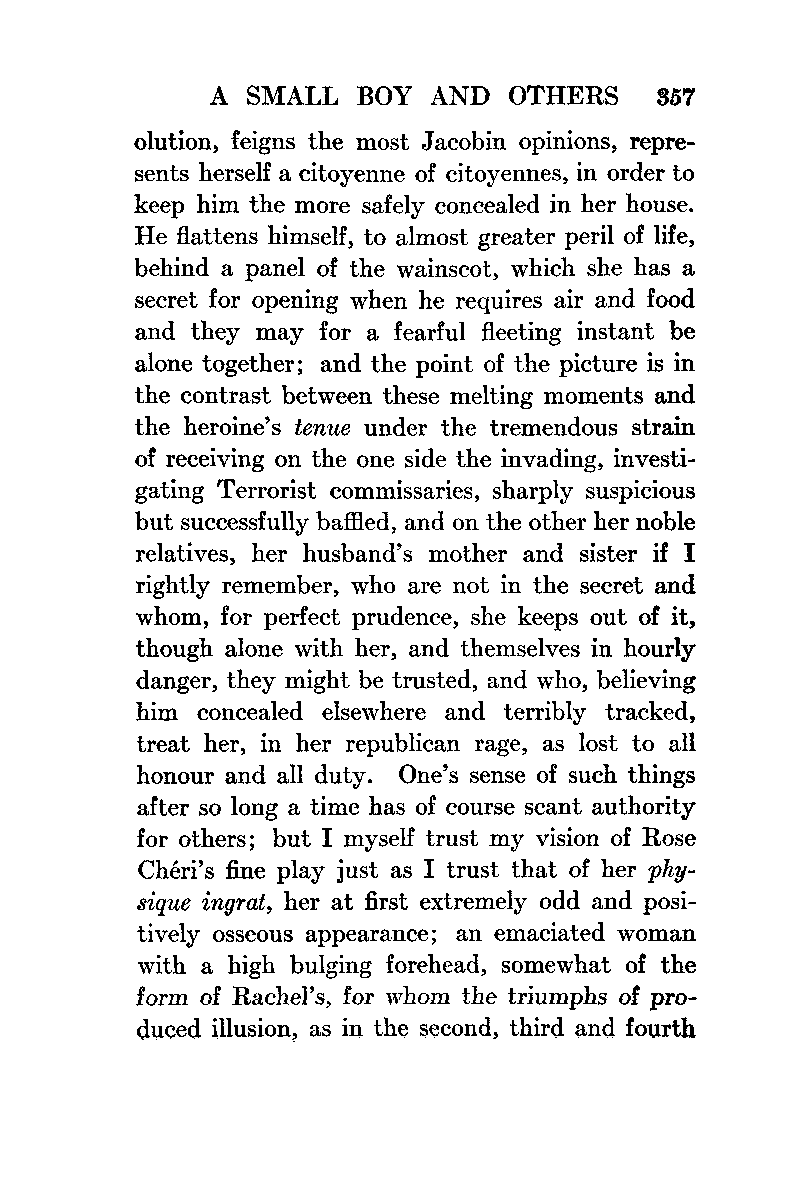 A SMALL BOY AND OTHERS 357
olution, feigns the most Jacobin opinions, repre-
sents herself a citoyenne of citoyennes, in order to
keep him the more safely concealed in her house.
He flattens himself, to almost greater peril of life,
behind a panel of the wainscot, which she has a
secret for opening when he requires air and food
and they may for a fearful fleeting instant be
alone together; and the point of the picture is in
the contrast between these melting moments and
the heroine's tenue under the tremendous strain
of receiving on the one side the invading, investi-
gating Terrorist commissaries, sharply suspicious
but successfully baffled, and on the other her noble
relatives, her husband's mother and sister if I
rightly remember, who are not in the secret and
whom, for perfect prudence, she keeps out of it,
though alone with her, and themselves in hourly
danger, they might be trusted, and who, believing
him concealed elsewhere and terribly tracked,
treat her, in her republican rage, as lost to all
honour and all duty. One's sense of such things
after so long a time has of course scant authority
for others; but I myself trust my vision of Rose
Chéri's fine play just as I trust that of her phy-
sique ingrat, her at first extremely odd and posi-
tively osseous appearance; an emaciated woman
with a high bulging forehead, somewhat of the
form of Rachel's, for whom the triumphs of pro-
duced illusion, as in the second, third and fourth